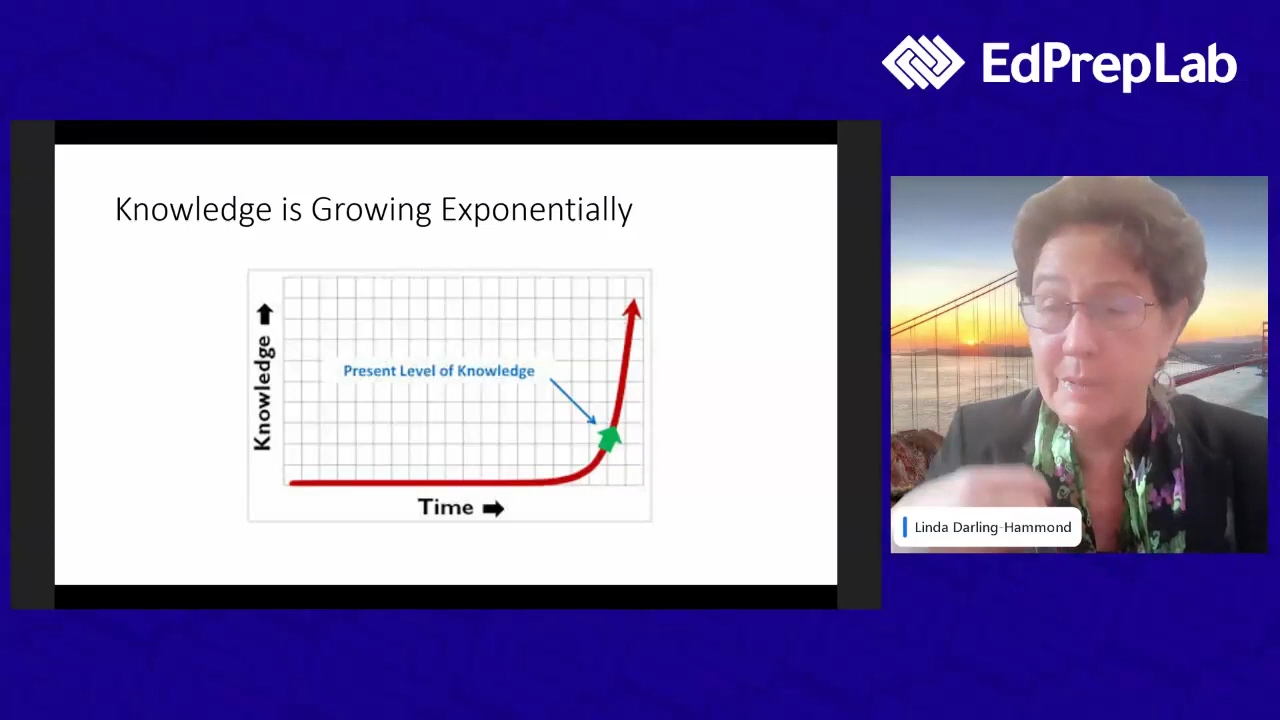 EdPrepLab
Knowledge is Growing Exponentially
Knowledge
Present Level of Knowledge
Time
Linda Darling-Hammond